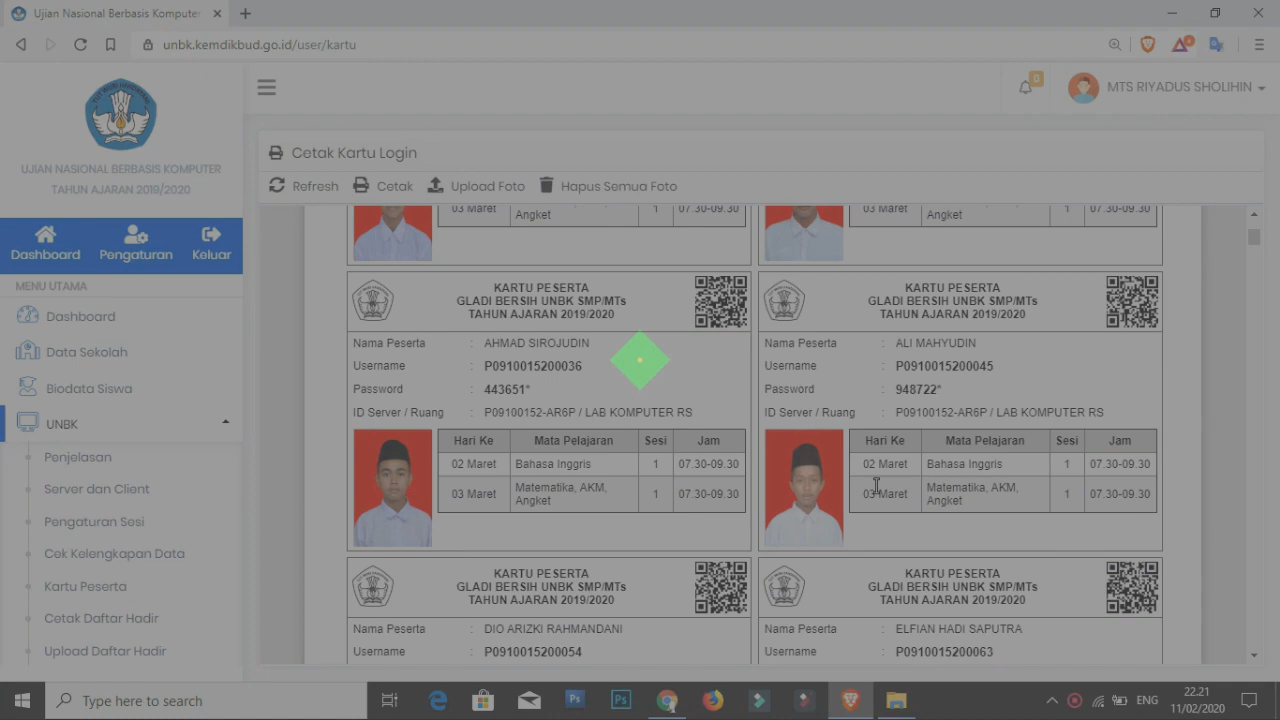 Ujian Nasional Berbasis Komputer
unbk.kemdikbud.go.id/user/kartu
UJIAN NASIONAL BERBASIS KOMPUTER
TAHUN AJARAN 2019/2020
Dashboard
Pengaturan
Keluar
MENU UTAMA
Dashboard
Data Sekolah
Biodata Siswa
UNBK
Penjelasan
Server dan Client
Pengaturan Sesi
Cek Kelengkapan Data
Kartu Peserta
Cetak Daftar Hadir
Upload Daftar Hadir
0
MTS RIYADUS SHOLIHIN
Cetak Kartu Login
Refresh
Cetak
Upload Foto
Hapus Semua Foto
03 Maret Angket 1 07.30-09.30
03 Maret Angket 1 07.30-09.30
KARTU PESERTA
GLADI BERSIH UNBK SMP/MTs
TAHUN AJARAN 2019/2020
Nama Peserta : AHMAD SIROJUDIN
Username : P0910015200036
Password : 443651*
ID Server / Ruang : P09100152-AR6P / LAB KOMPUTER RS
Hari Ke Mata Pelajaran Sesi Jam
02 Maret Bahasa Inggris 1 07.30-09.30
03 Maret Matematika, AKM, 1 07.30-09.30
Angket
KARTU PESERTA
GLADI BERSIH UNBK SMP/MTs
TAHUN AJARAN 2019/2020
Nama Peserta : ALI MAHYUDIN
Username : P0910015200045
Password : 948722*
ID Server / Ruang : P09100152-AR6P / LAB KOMPUTER RS
Hari Ke Mata Pelajaran Sesi Jam
02 Maret Bahasa Inggris 1 07.30-09.30
03 Maret Matematika, AKM, 1 07.30-09.30
Angket
KARTU PESERTA
GLADI BERSIH UNBK SMP/MTs
TAHUN AJARAN 2019/2020
Nama Peserta : DIO ARIZKI RAHMANDANI
Username : P0910015200054
KARTU PESERTA
GLADI BERSIH UNBK SMP/MTs
TAHUN AJARAN 2019/2020
Nama Peserta : ELFIAN HADI SAPUTRA
Username : P0910015200063
Type here to search
Ps
Ps
ENG
22.21
11/02/2020